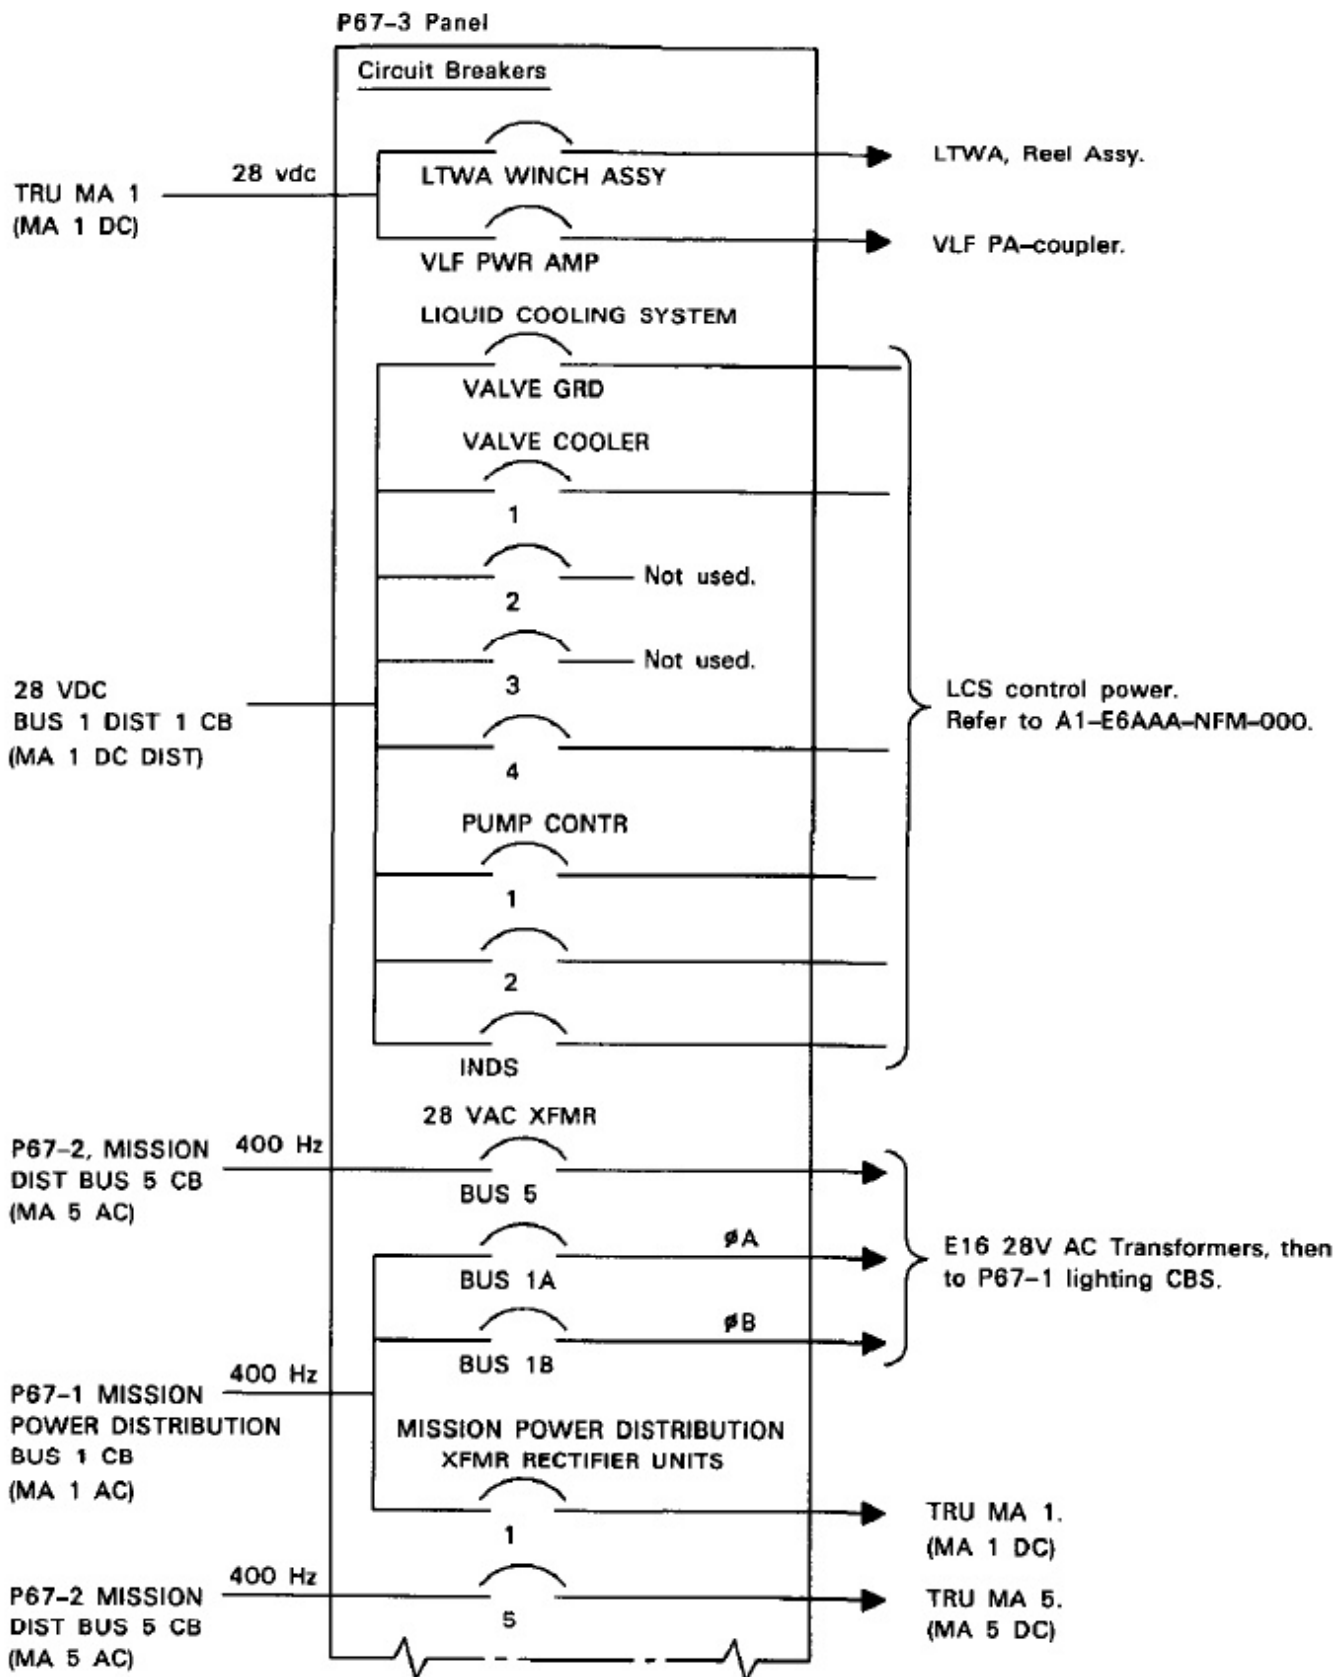 P67-3 Panel
Circuit Breakers
TRU MA 1
(MA 1 DC)
28 vdc
LTWA WINCH ASSY
LTWA, Reel Assy.
VLF PWR AMP
VLF PA-coupler.
28 VDC
BUS 1 DIST 1 CB
(MA 1 DC DIST)
LIQUID COOLING SYSTEM
VALVE GRD
VALVE COOLER
1
2
Not used.
3
Not used.
4
PUMP CONTR
1
2
INDS
LCS control power.
Refer to A1-E6AAA-NFM-000.
P67-2, MISSION
DIST BUS 5 CB
(MA 5 AC)
400 Hz
28 VAC XFMR
BUS 5
BUS 1A
øA
BUS 1B
øB
E16 28V AC Transformers, then
to P67-1 lighting CBS.
P67-1 MISSION
POWER DISTRIBUTION
BUS 1 CB
(MA 1 AC)
400 Hz
MISSION POWER DISTRIBUTION
XFMR RECTIFIER UNITS
1
TRU MA 1.
(MA 1 DC)
P67-2 MISSION
DIST BUS 5 CB
(MA 5 AC)
400 Hz
5
TRU MA 5.
(MA 5 DC)